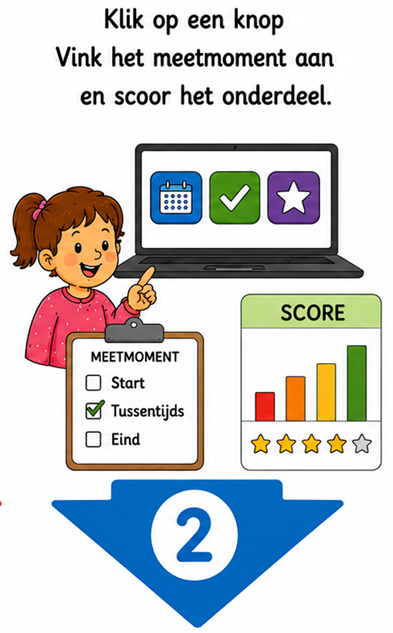 Klik op een knop
Vink het meetmoment aan
en scoor het onderdeel.
MEETMOMENT
Start
Tussentijds
Eind
SCORE
2